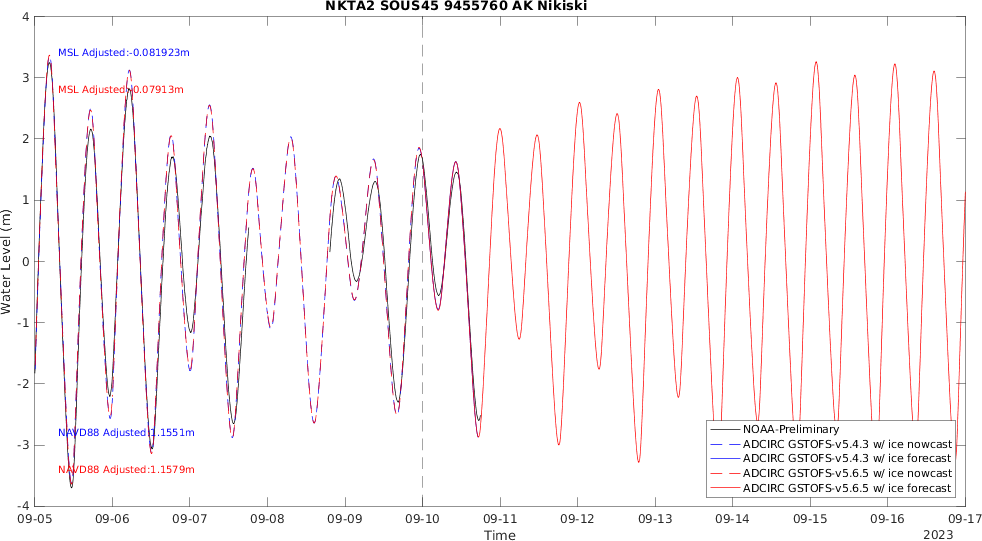 NKTA2 SOUS45 9455760 AK Nikiski
4
3
2
1
0
-1
-2
-3
-4
Water Level (m)
MSL Adjusted:-0.081923m
MSL Adjusted:-0.07913m
NAVD88 Adjusted:1.1551m
NAVD88 Adjusted:1.1579m
NOAA-Preliminary
ADCIRC GSTOFS-v5.4.3 w/ ice nowcast
ADCIRC GSTOFS-v5.4.3 w/ ice forecast
ADCIRC GSTOFS-v5.6.5 w/ ice nowcast
ADCIRC GSTOFS-v5.6.5 w/ ice forecast
09-05 09-06 09-07 09-08 09-09 09-10 09-11 09-12 09-13 09-14 09-15 09-16 09-17
Time
2023